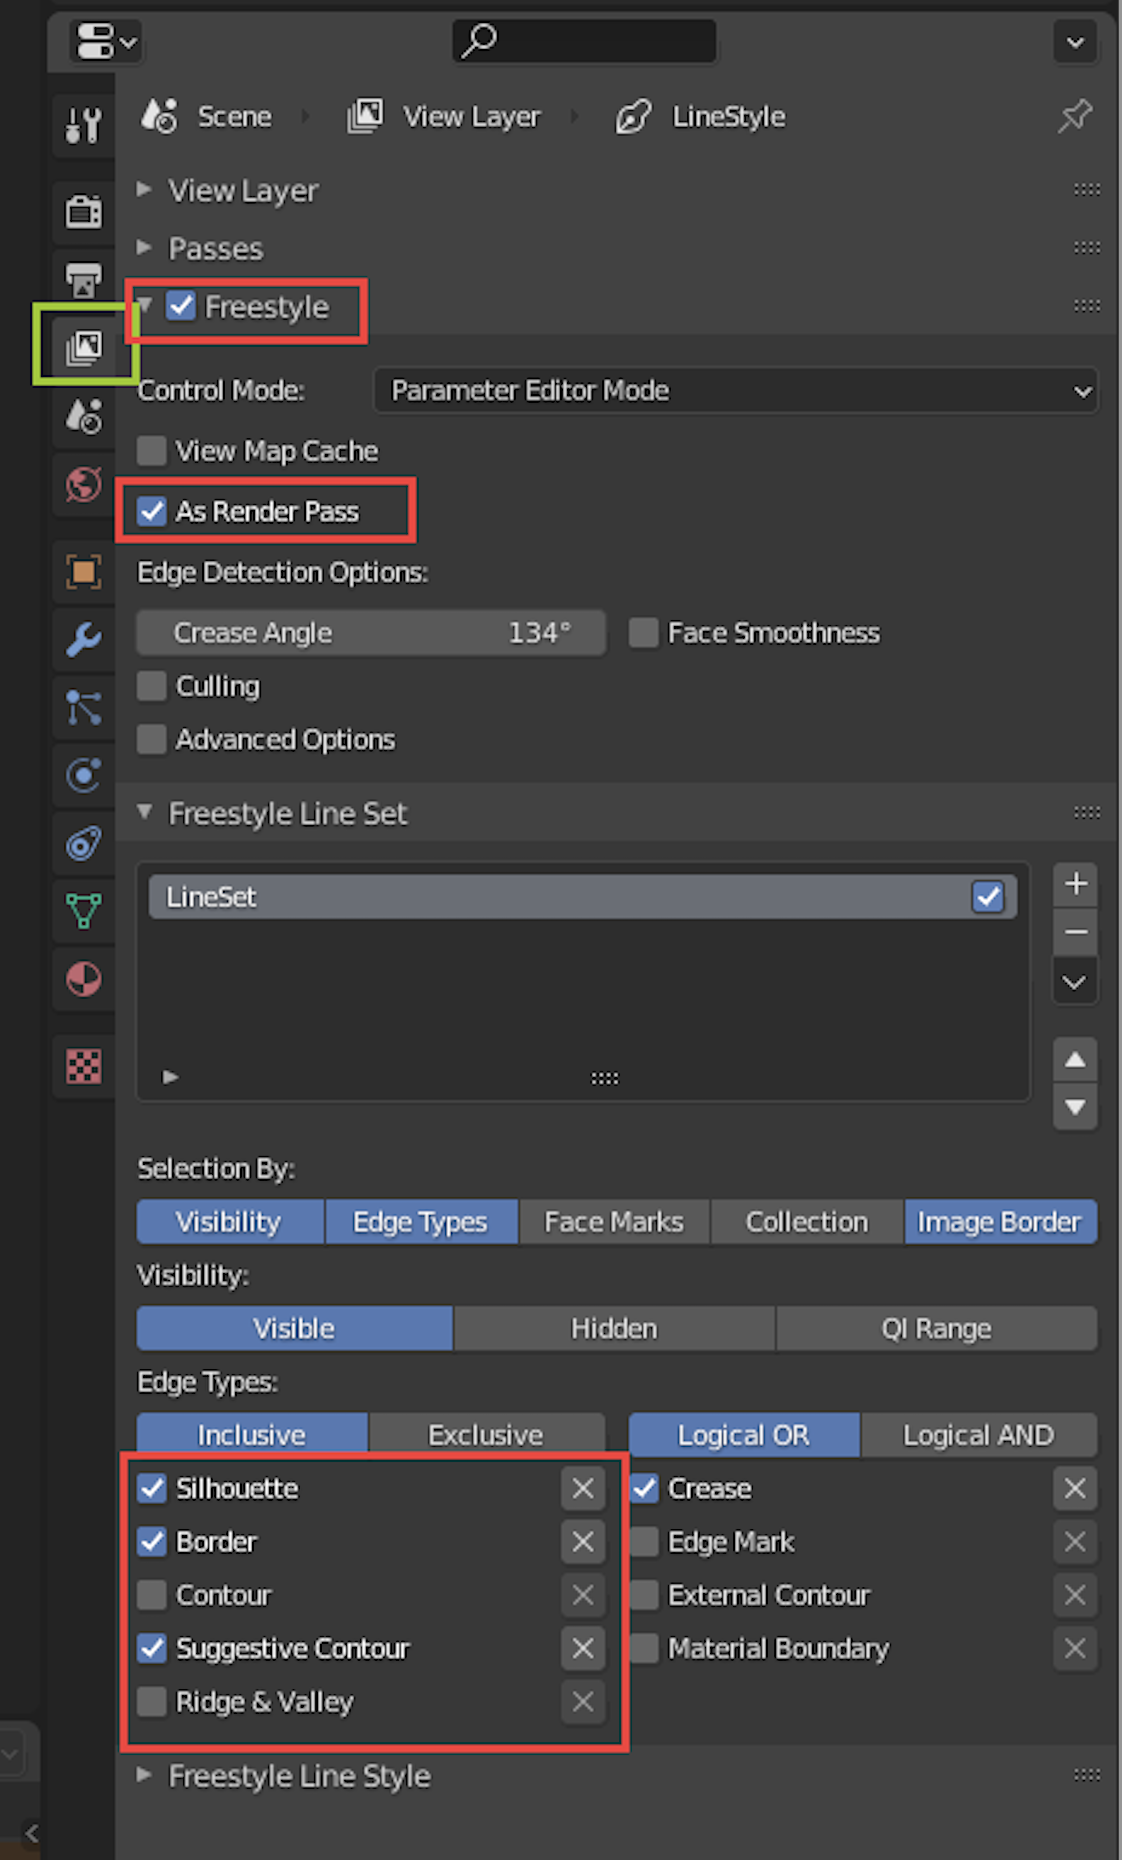 Scene View Layer LineStyle
View Layer
Passes
Freestyle
Control Mode: Parameter Editor Mode
View Map Cache
As Render Pass
Edge Detection Options:
Crease Angle 134° Face Smoothness
Culling
Advanced Options
Freestyle Line Set
LineSet
Selection By:
Visibility Edge Types Face Marks Collection Image Border
Visibility:
Visible Hidden QI Range
Edge Types:
Inclusive Exclusive Logical OR Logical AND
Silhouette Crease
Border Edge Mark
Contour External Contour
Suggestive Contour Material Boundary
Ridge & Valley
Freestyle Line Style